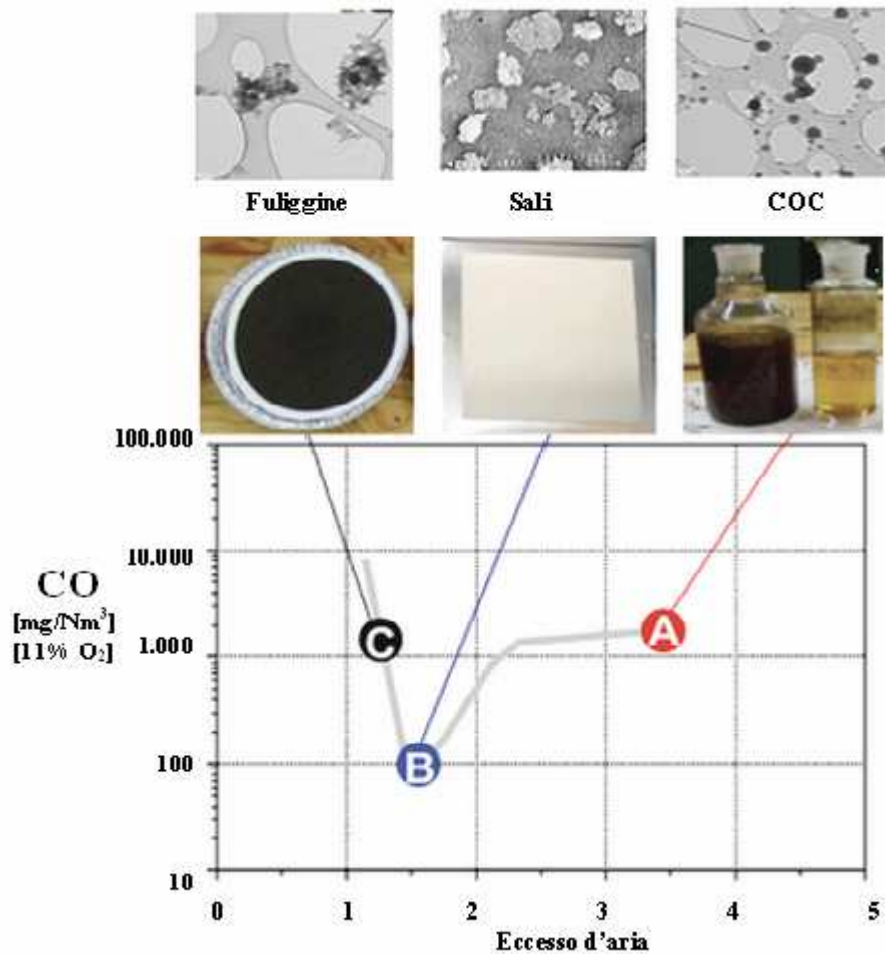 Fuliggine
Sali
COC
100.000
10.000
CO
[mg/Nm³]
[11% O₂]
1.000
100
10
C
B
A
0
1
2
3
4
5
Eccesso d'aria